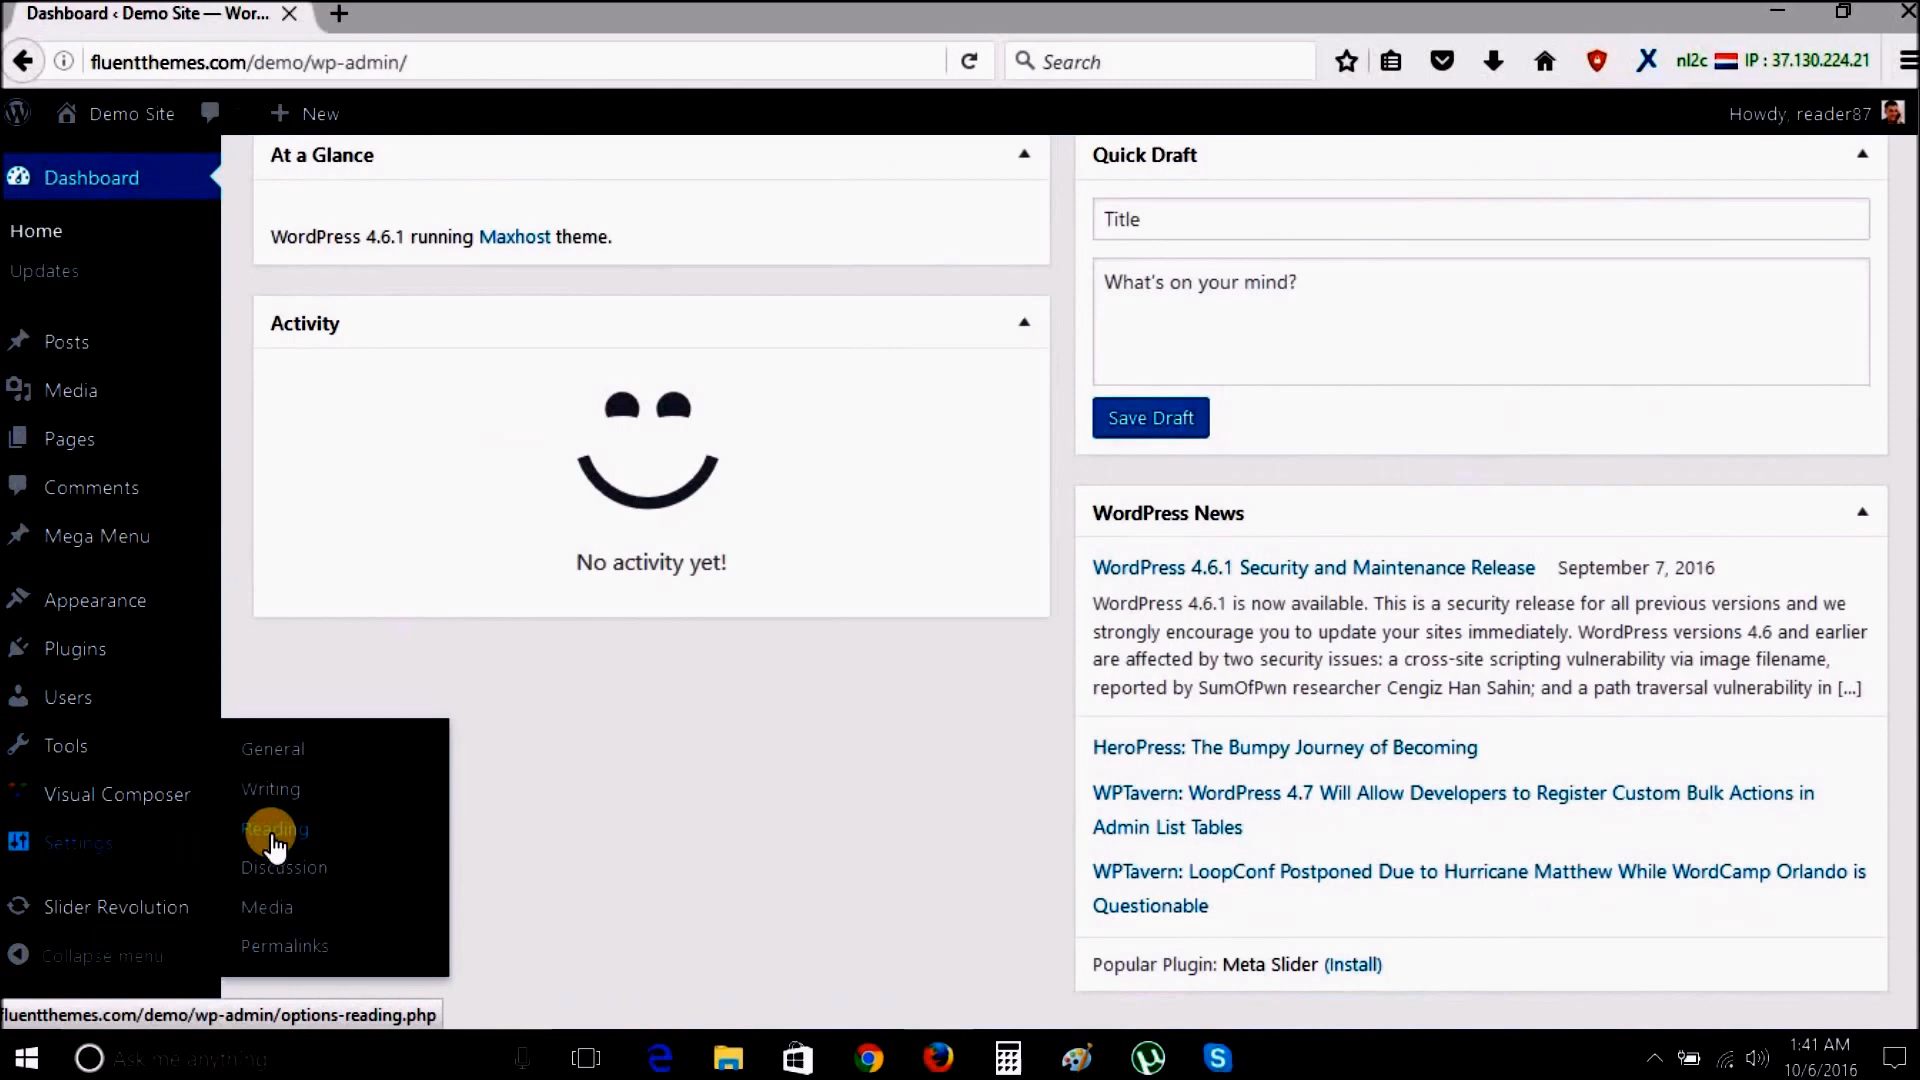 Dashboard ‹ Demo Site — Wor...
fluentthemes.com/demo/wp-admin/
Search
nl2c IP : 37.130.224.21
Demo Site
New
Howdy, reader87
Dashboard
Home
Updates
Posts
Media
Pages
Comments
Mega Menu
Appearance
Plugins
Users
Tools
Visual Composer
Settings
Slider Revolution
Collapse menu
General
Writing
Reading
Discussion
Media
Permalinks
At a Glance
WordPress 4.6.1 running Maxhost theme.
Activity
No activity yet!
Quick Draft
Title
What's on your mind?
Save Draft
WordPress News
WordPress 4.6.1 Security and Maintenance Release September 7, 2016
WordPress 4.6.1 is now available. This is a security release for all previous versions and we
strongly encourage you to update your sites immediately. WordPress versions 4.6 and earlier
are affected by two security issues: a cross-site scripting vulnerability via image filename,
reported by SumOfPwn researcher Cengiz Han Sahin; and a path traversal vulnerability in [...]
HeroPress: The Bumpy Journey of Becoming
WPTavern: WordPress 4.7 Will Allow Developers to Register Custom Bulk Actions in
Admin List Tables
WPTavern: LoopConf Postponed Due to Hurricane Matthew While WordCamp Orlando is
Questionable
Popular Plugin: Meta Slider (Install)
fluentthemes.com/demo/wp-admin/options-reading.php
Ask me anything
1:41 AM
10/6/2016